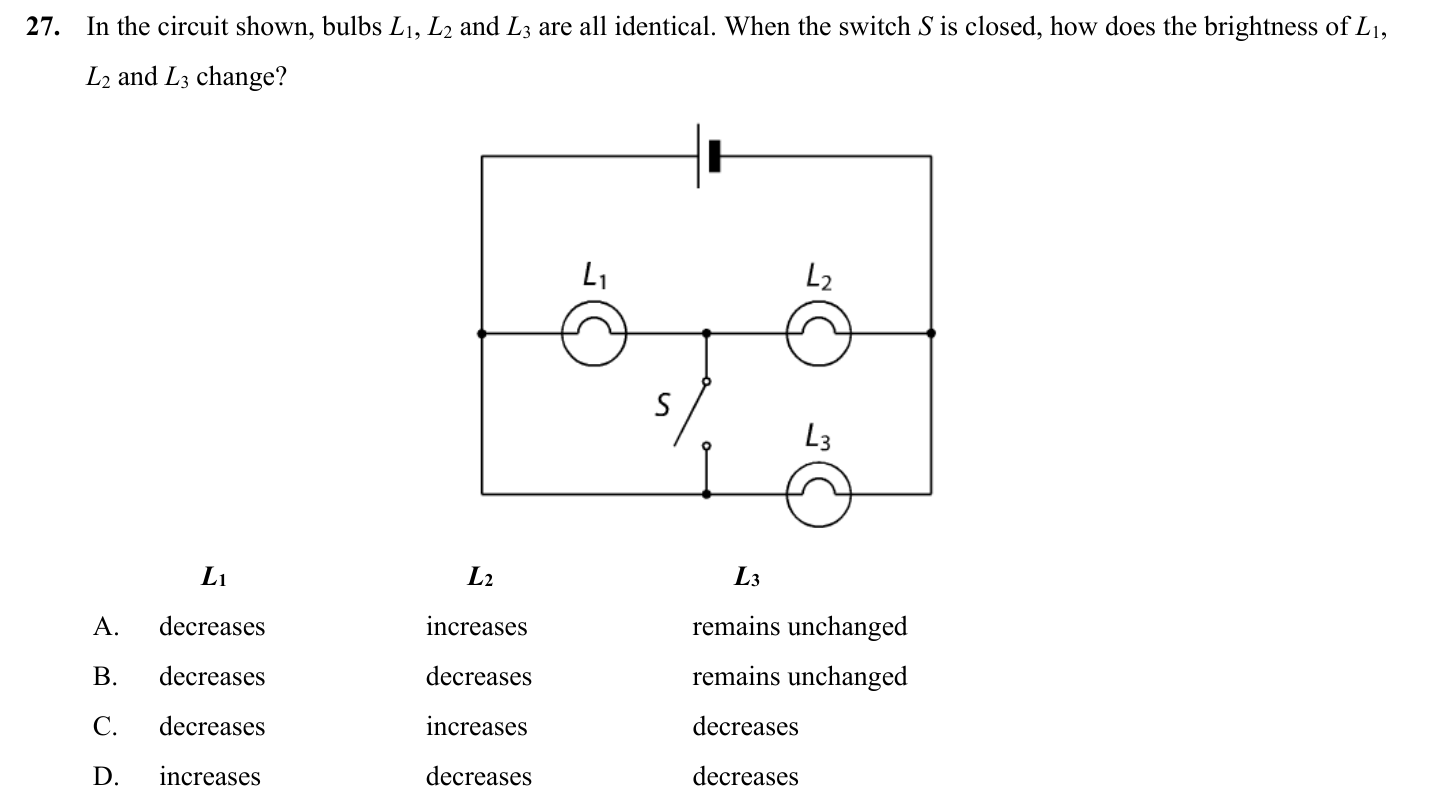 27. In the circuit shown, bulbs L1, L2 and L3 are all identical. When the switch S is closed, how does the brightness of L1,
L2 and L3 change?
L1 L2
S
L3
L1 L2 L3
A. decreases increases remains unchanged
B. decreases decreases remains unchanged
C. decreases increases decreases
D. increases decreases decreases